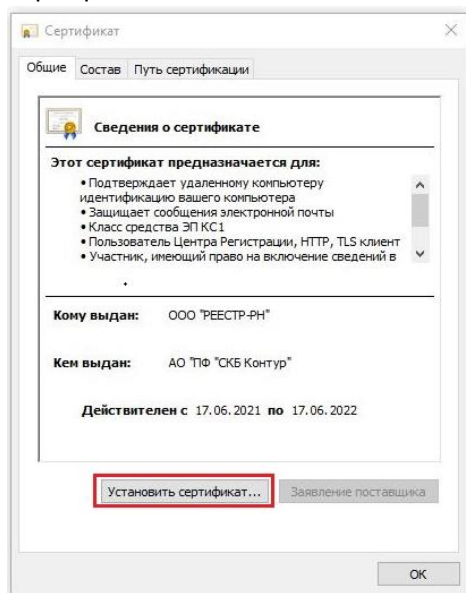 Сертификат
Общие Состав Путь сертификации
Сведения о сертификате
Этот сертификат предназначается для:
• Подтверждает удаленному компьютеру
идентификацию вашего компьютера
• Защищает сообщения электронной почты
• Класс средства ЭП КС1
• Пользователь Центра Регистрации, HTTP, TLS клиент
• Участник, имеющий право на включение сведений в
Кому выдан: ООО "РЕЕСТР-РН"
Кем выдан: АО "ПФ "СКБ Контур"
Действителен с 17.06.2021 по 17.06.2022
Установить сертификат... Заявление поставщика
ОК